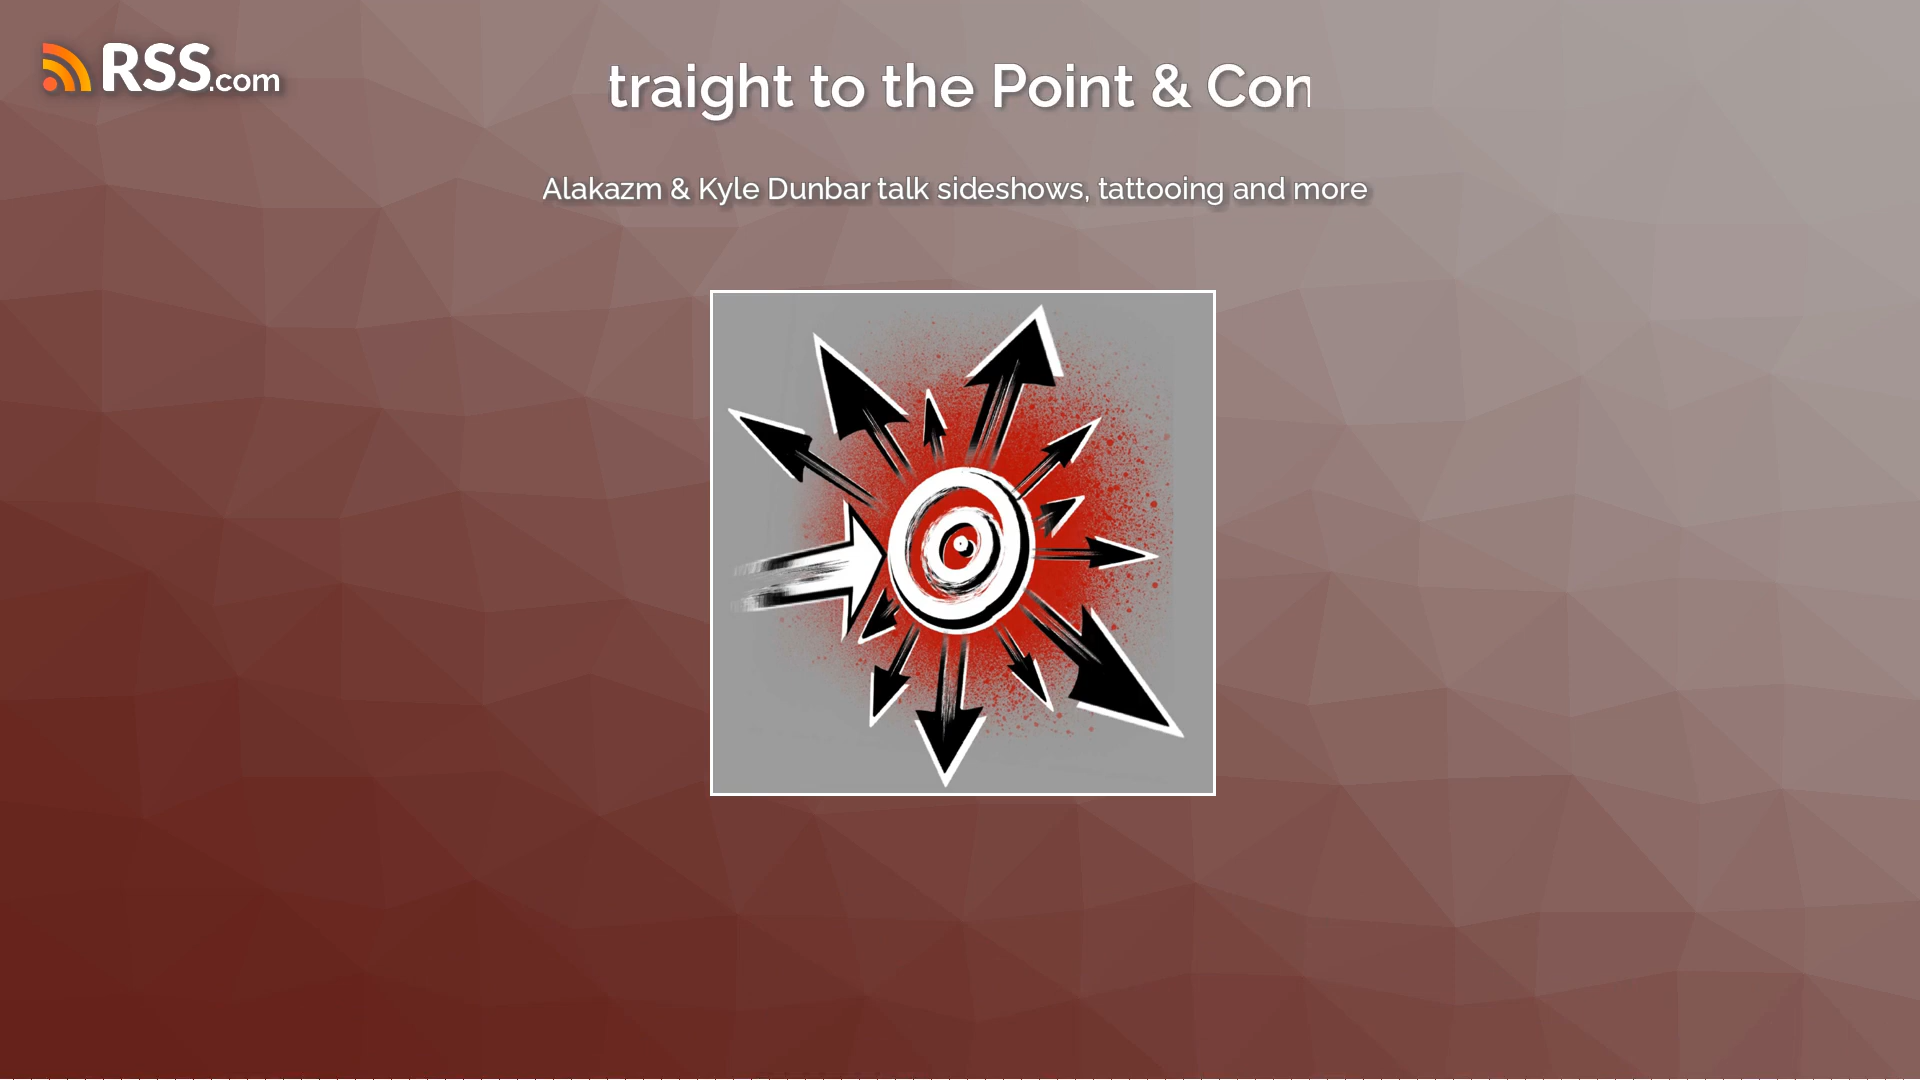 RSS.com
traight to the Point & Con
Alakazm & Kyle Dunbar talk sideshows, tattooing and more